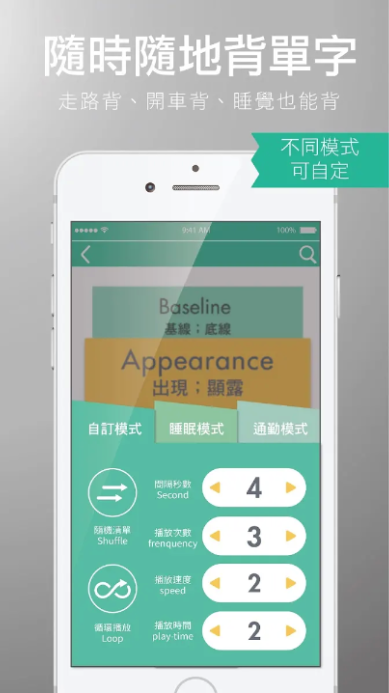 隨時隨地背單字
走路背、開車背、睡覺也能背
不同模式
可自定
9:41 AM
100%
Baseline
基線；底線
Appearance
出現；顯露
自訂模式
睡眠模式
通勤模式
間隔秒數
Second
4
隨機清單
Shuffle
播放次數
frenquency
3
播放速度
speed
2
循環播放
Loop
播放時間
play-time
2